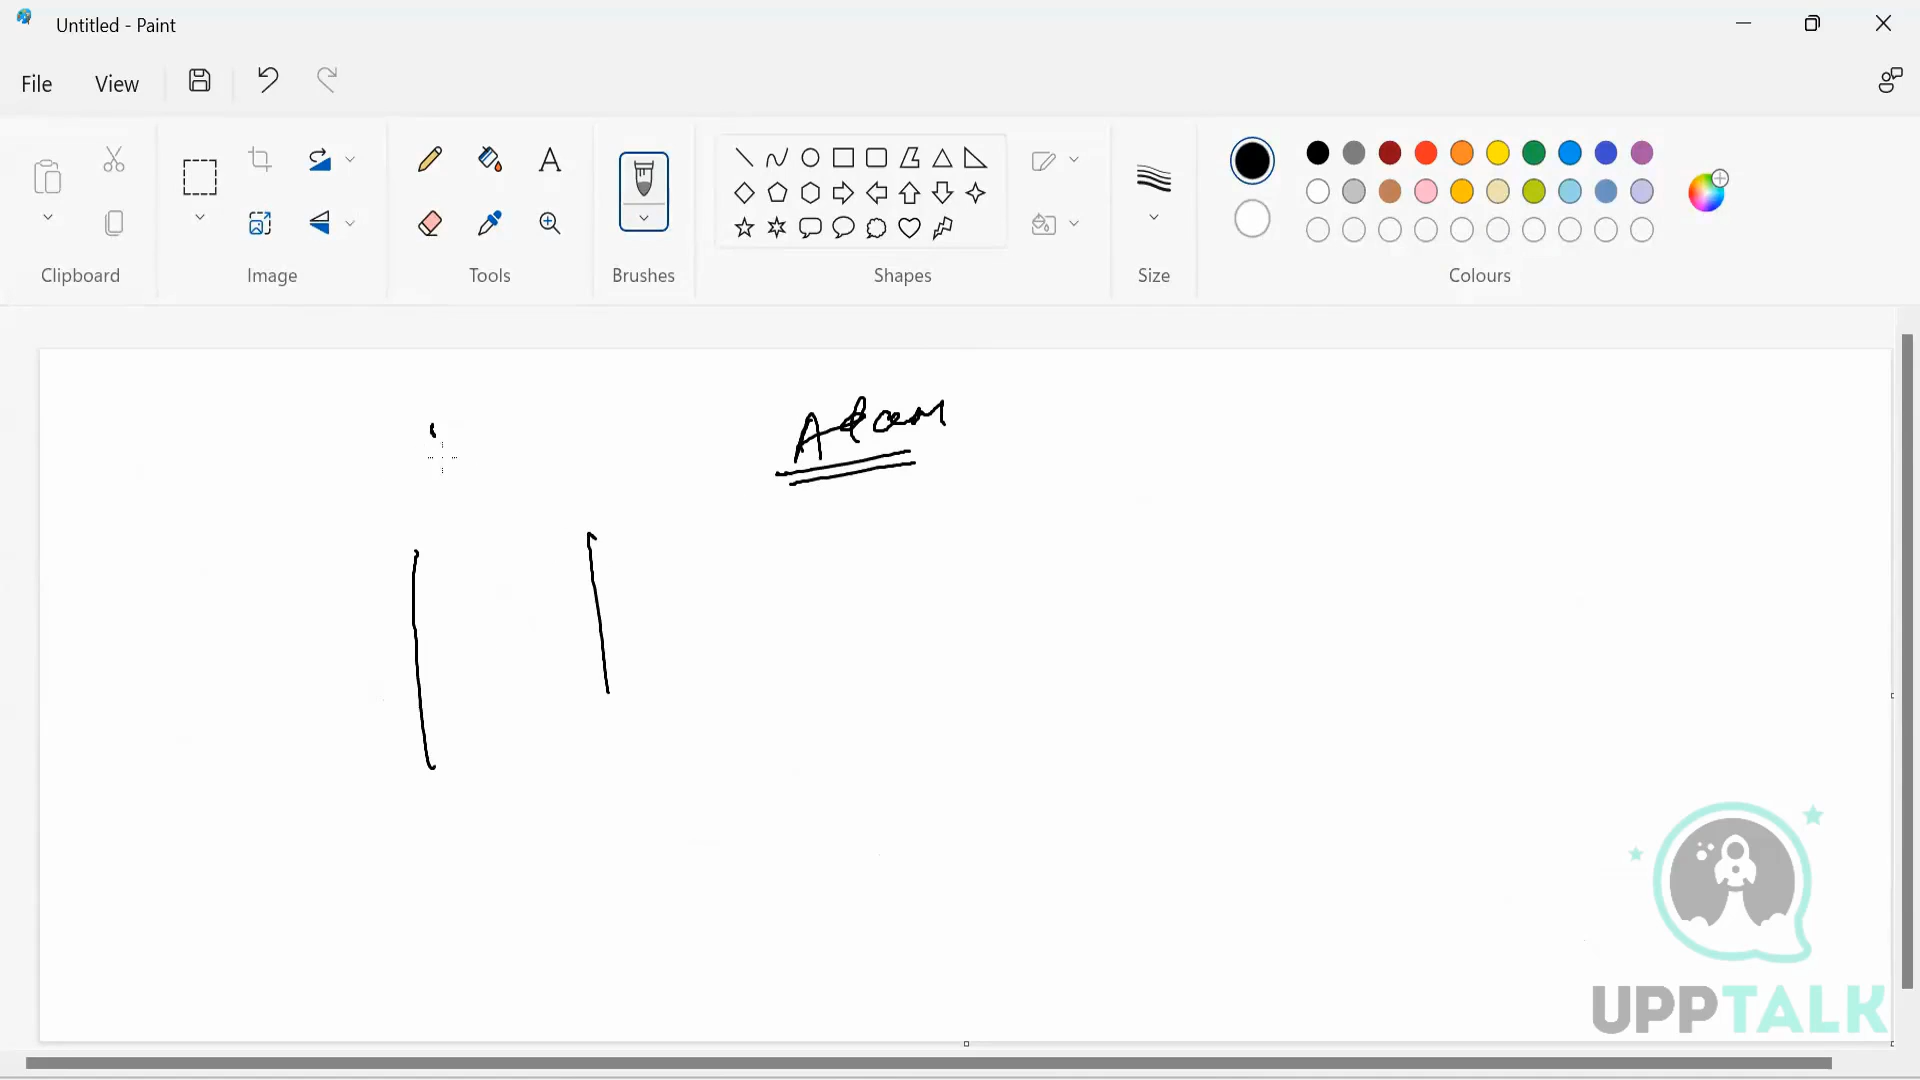 Untitled - Paint
File View
Clipboard Image Tools Brushes Shapes Size Colours
Adam
UPPTALK